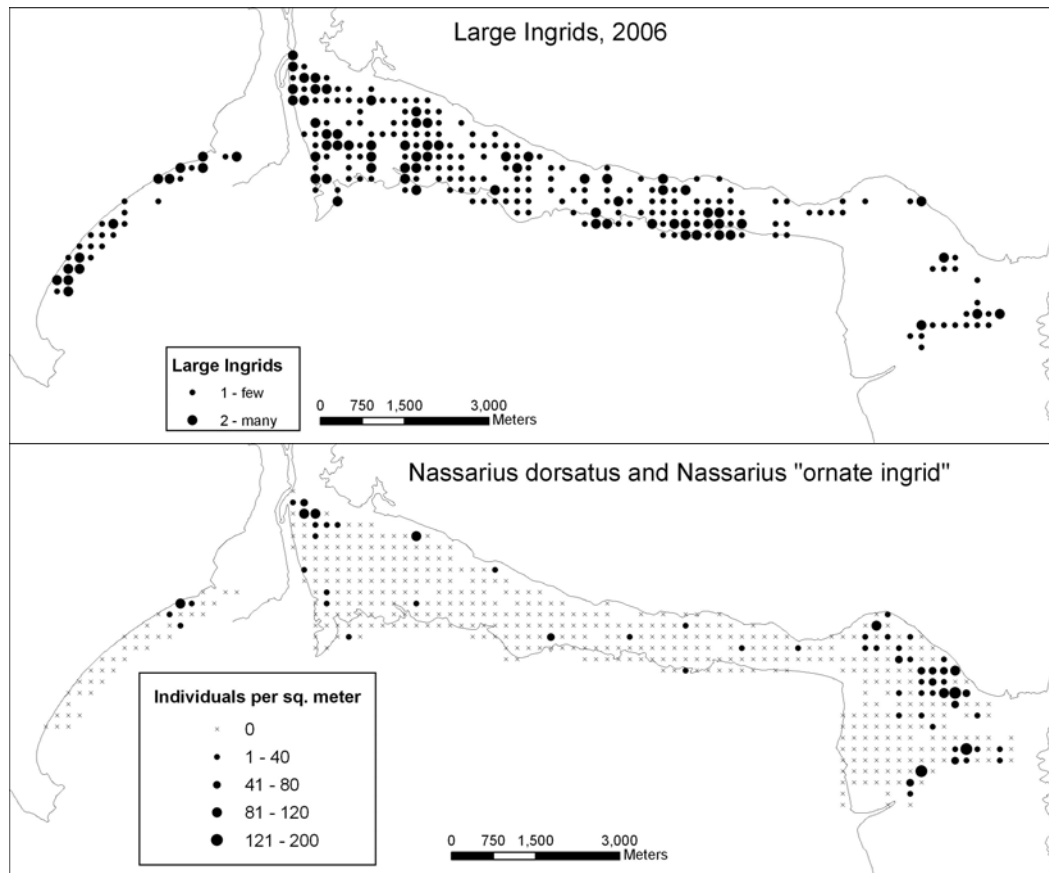 Large Ingrids, 2006
Large Ingrids
1 - few
2 - many
0 750 1,500 3,000
Meters
Nassarius dorsatus and Nassarius "ornate ingrid"
Individuals per sq. meter
0
1 - 40
41 - 80
81 - 120
121 - 200
0 750 1,500 3,000
Meters